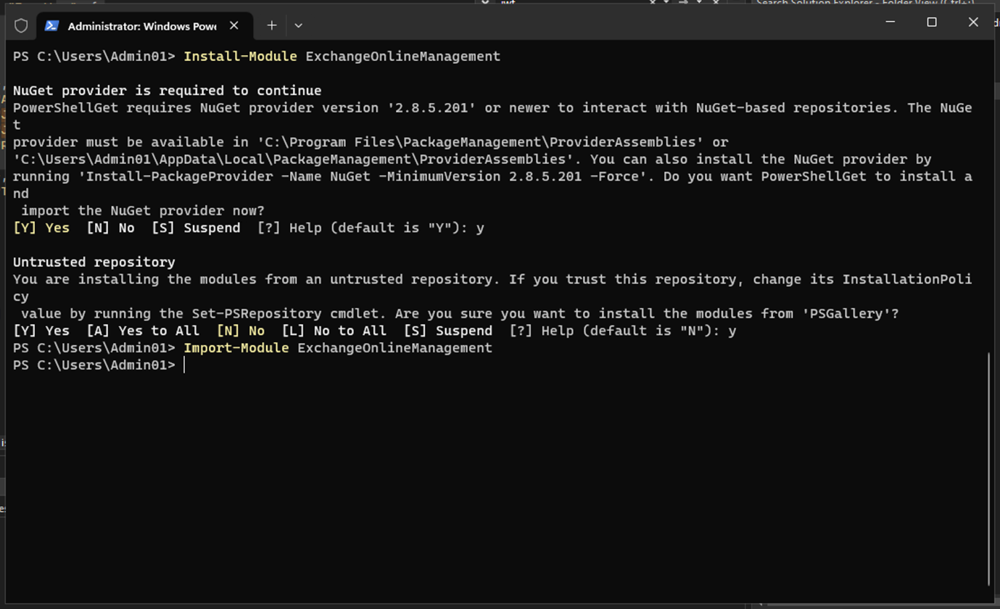 Search Solution Explorer - Folder View (Ctrl+;)
Administrator: Windows Powe
PS C:\Users\Admin01> Install-Module ExchangeOnlineManagement
NuGet provider is required to continue
PowerShellGet requires NuGet provider version '2.8.5.201' or newer to interact with NuGet-based repositories. The NuGe
t
provider must be available in 'C:\Program Files\PackageManagement\ProviderAssemblies' or
'C:\Users\Admin01\AppData\Local\PackageManagement\ProviderAssemblies'. You can also install the NuGet provider by
running 'Install-PackageProvider -Name NuGet -MinimumVersion 2.8.5.201 -Force'. Do you want PowerShellGet to install a
nd
 import the NuGet provider now?
[Y] Yes  [N] No  [S] Suspend  [?] Help (default is "Y"): y
Untrusted repository
You are installing the modules from an untrusted repository. If you trust this repository, change its InstallationPoli
cy
 value by running the Set-PSRepository cmdlet. Are you sure you want to install the modules from 'PSGallery'?
[Y] Yes  [A] Yes to All  [N] No  [L] No to All  [S] Suspend  [?] Help (default is "N"): y
PS C:\Users\Admin01> Import-Module ExchangeOnlineManagement
PS C:\Users\Admin01>